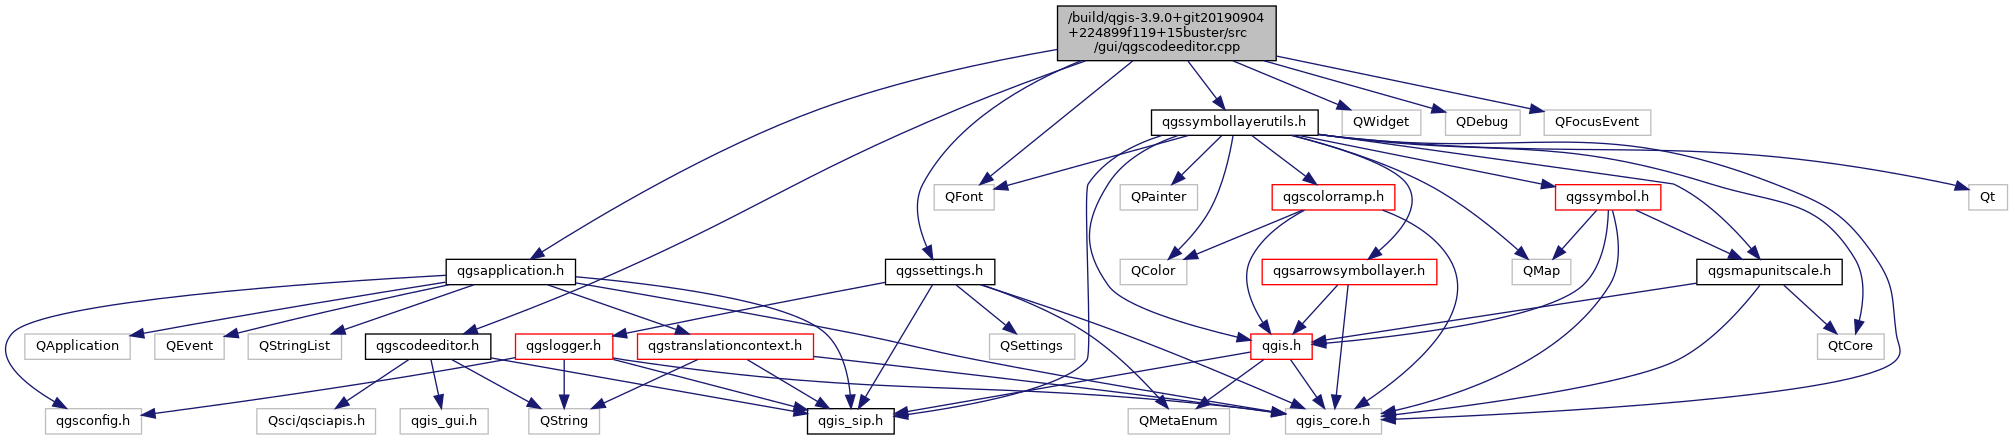 /build/qgis-3.9.0+git20190904
+224899f119+15buster/src
/gui/qgscodeeditor.cpp
qgssymbollayerutils.h
QWidget
QDebug
QFocusEvent
QFont
QPainter
qgscolorramp.h
qgssymbol.h
Qt
qgsapplication.h
qgssettings.h
QColor
qgsarrowsymbollayer.h
QMap
qgsmapunitscale.h
QApplication
QEvent
QStringList
qgscodeeditor.h
qgslogger.h
qgstranslationcontext.h
QSettings
qgis.h
QtCore
qgsconfig.h
Qsci/qsciapis.h
qgis_gui.h
QString
qgis_sip.h
QMetaEnum
qgis_core.h